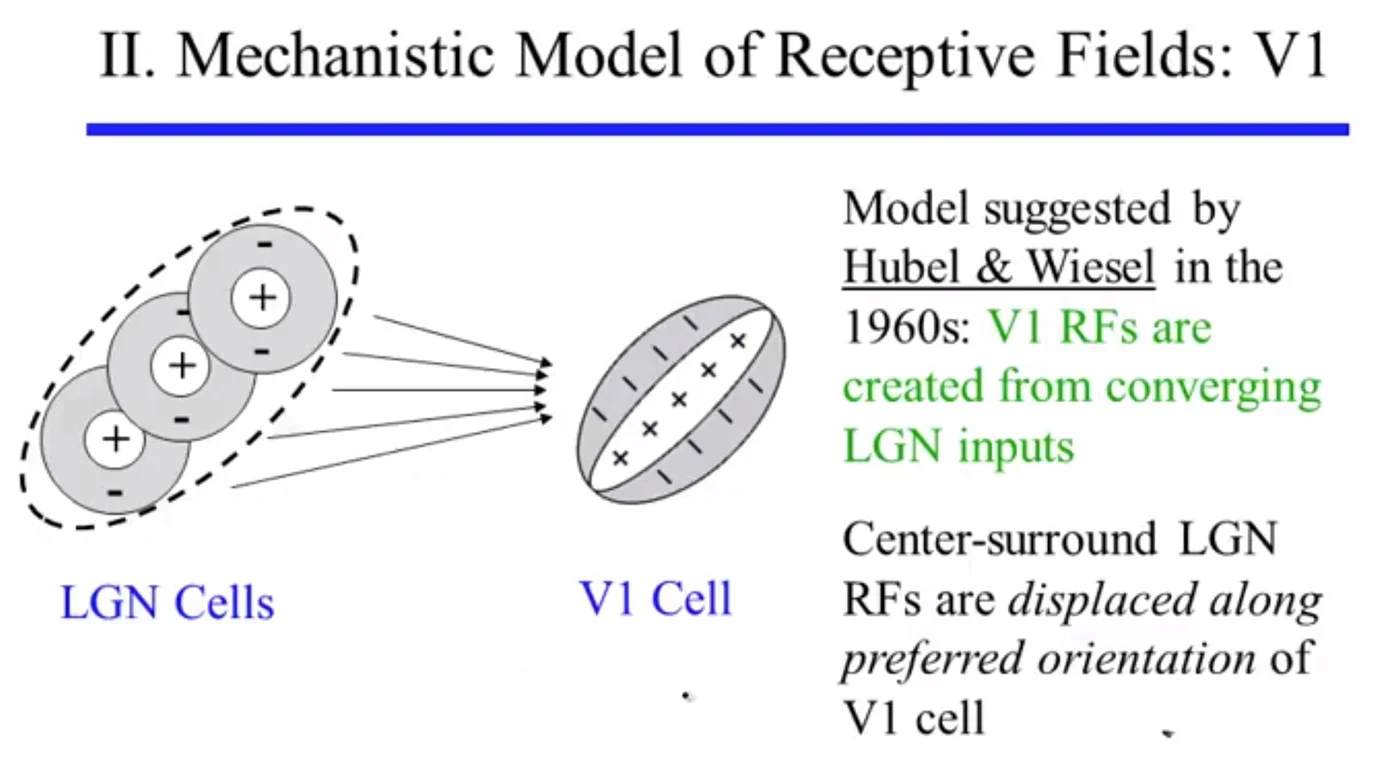 II. Mechanistic Model of Receptive Fields: V1
Model suggested by
Hubel & Wiesel in the
1960s: V1 RFs are
created from converging
LGN inputs
Center-surround LGN
RFs are displaced along
preferred orientation of
V1 cell
LGN Cells
V1 Cell